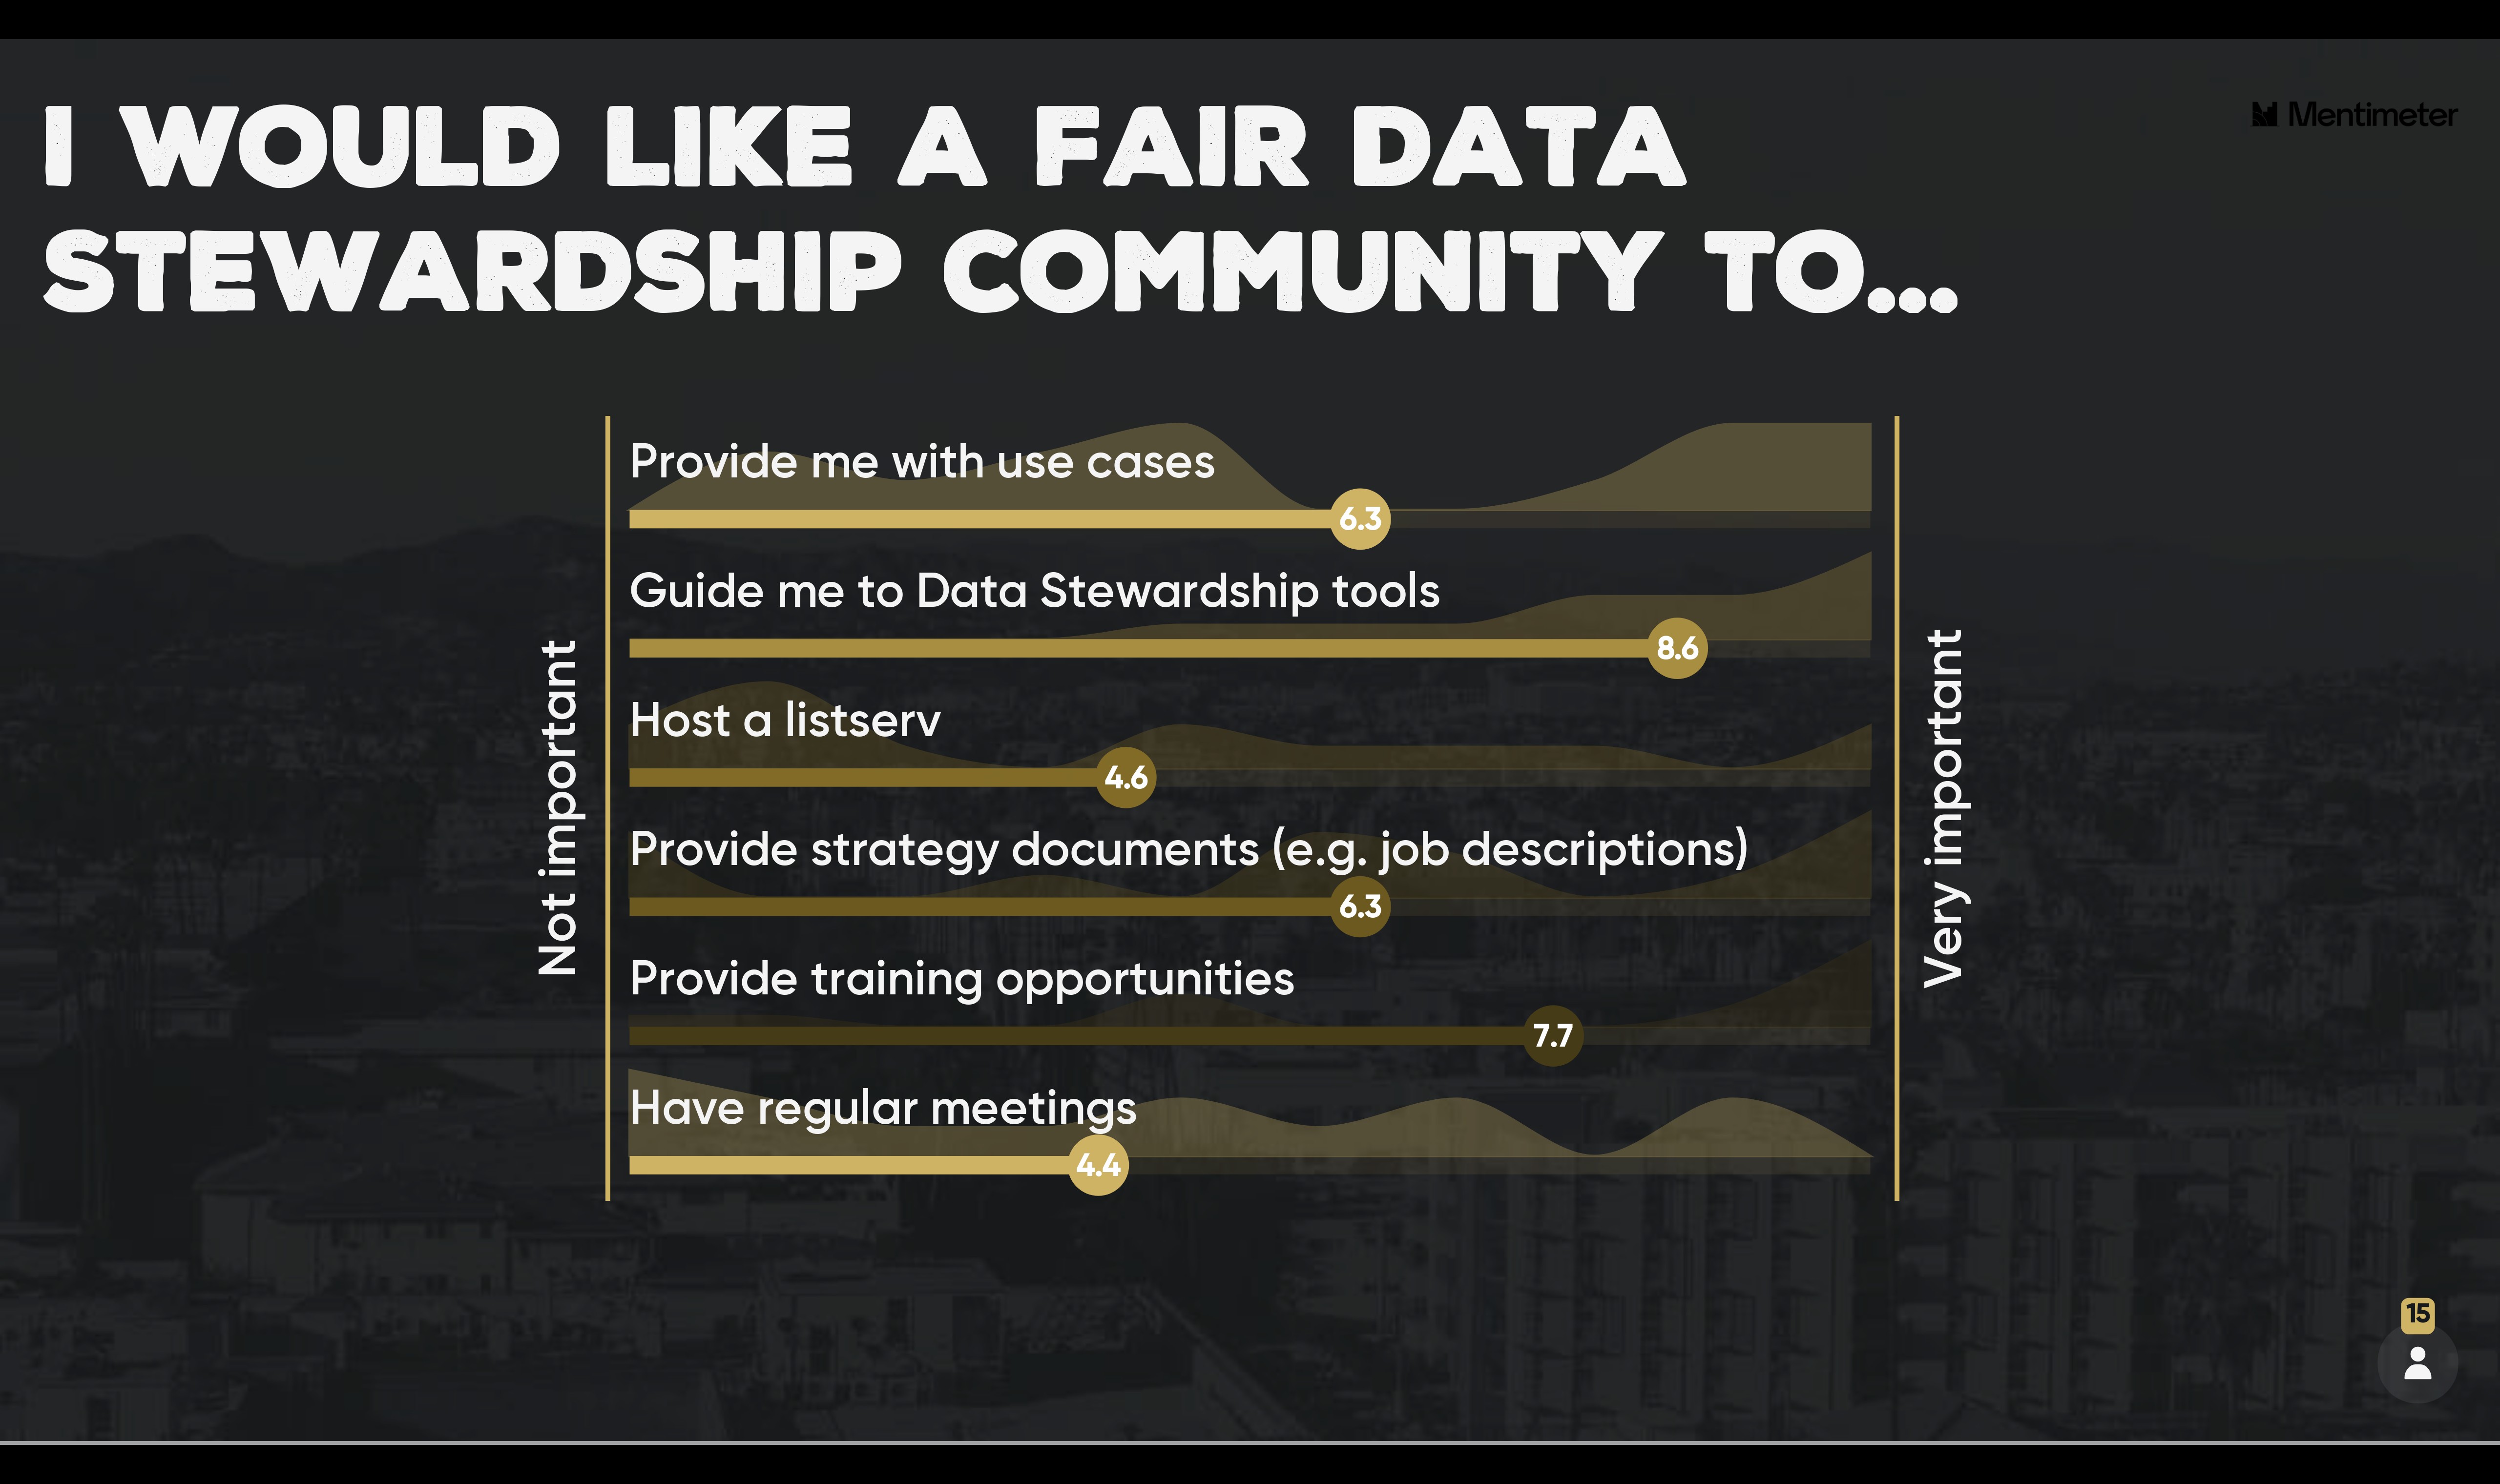 I WOULD LIKE A FAIR DATA
STEWARDSHIP COMMUNITY TO...
Mentimeter
Not important
Provide me with use cases
6.3
Guide me to Data Stewardship tools
8.6
Host a listserv
4.6
Provide strategy documents (e.g. job descriptions)
6.3
Provide training opportunities
7.7
Have regular meetings
4.4
Very important
15